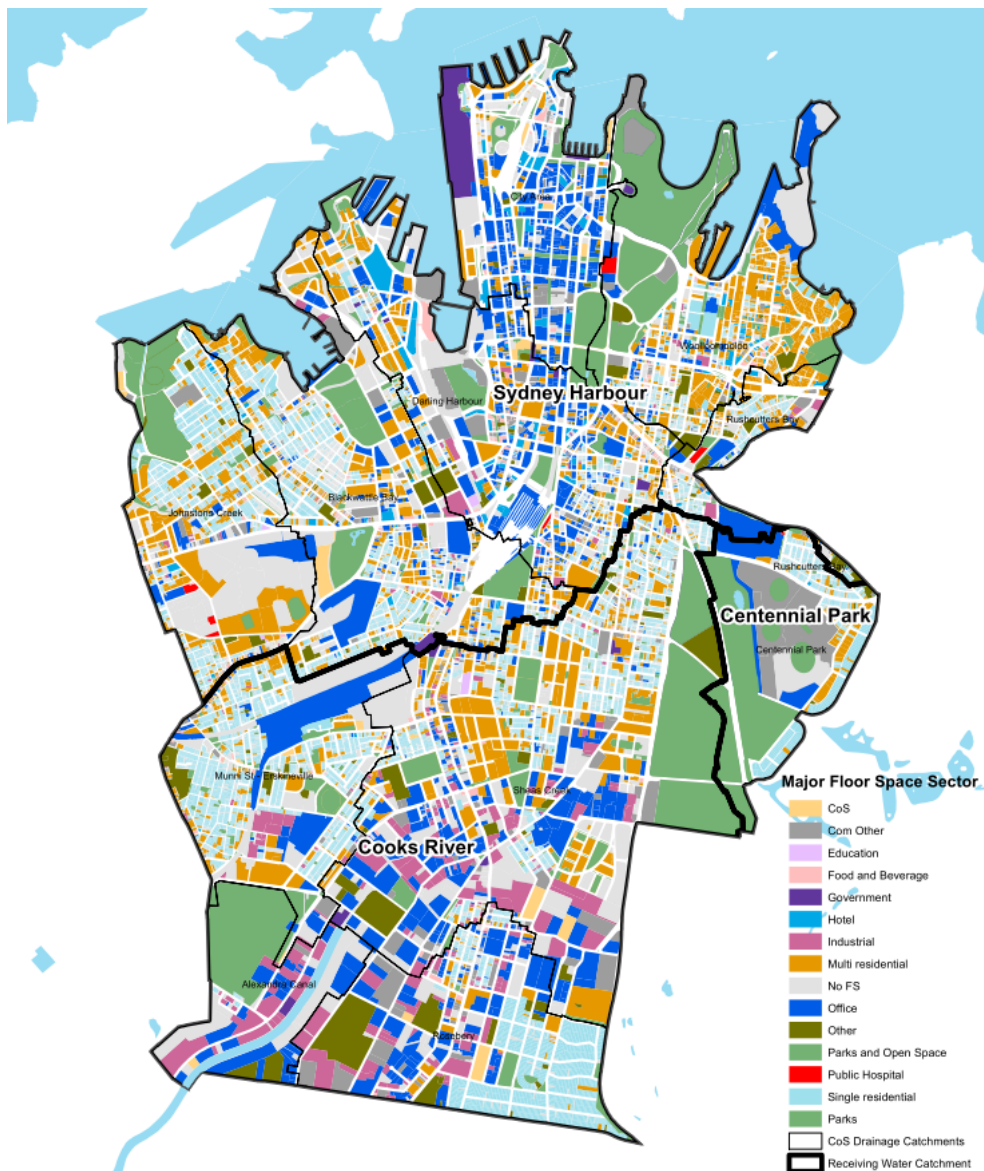 City Area
Woolloomooloo
Sydney Harbour
Darling Harbour
Rushcutters Bay
Blackwattle Bay
Johnstons Creek
Rushcutters Bay
Centennial Park
Centennial Park
Munni St - Erskineville
Sheas Creek
Cooks River
Alexandra Canal
Rosebery
Major Floor Space Sector
CoS
Com Other
Education
Food and Beverage
Government
Hotel
Industrial
Multi residential
No FS
Office
Other
Parks and Open Space
Public Hospital
Single residential
Parks
CoS Drainage Catchments
Receiving Water Catchment